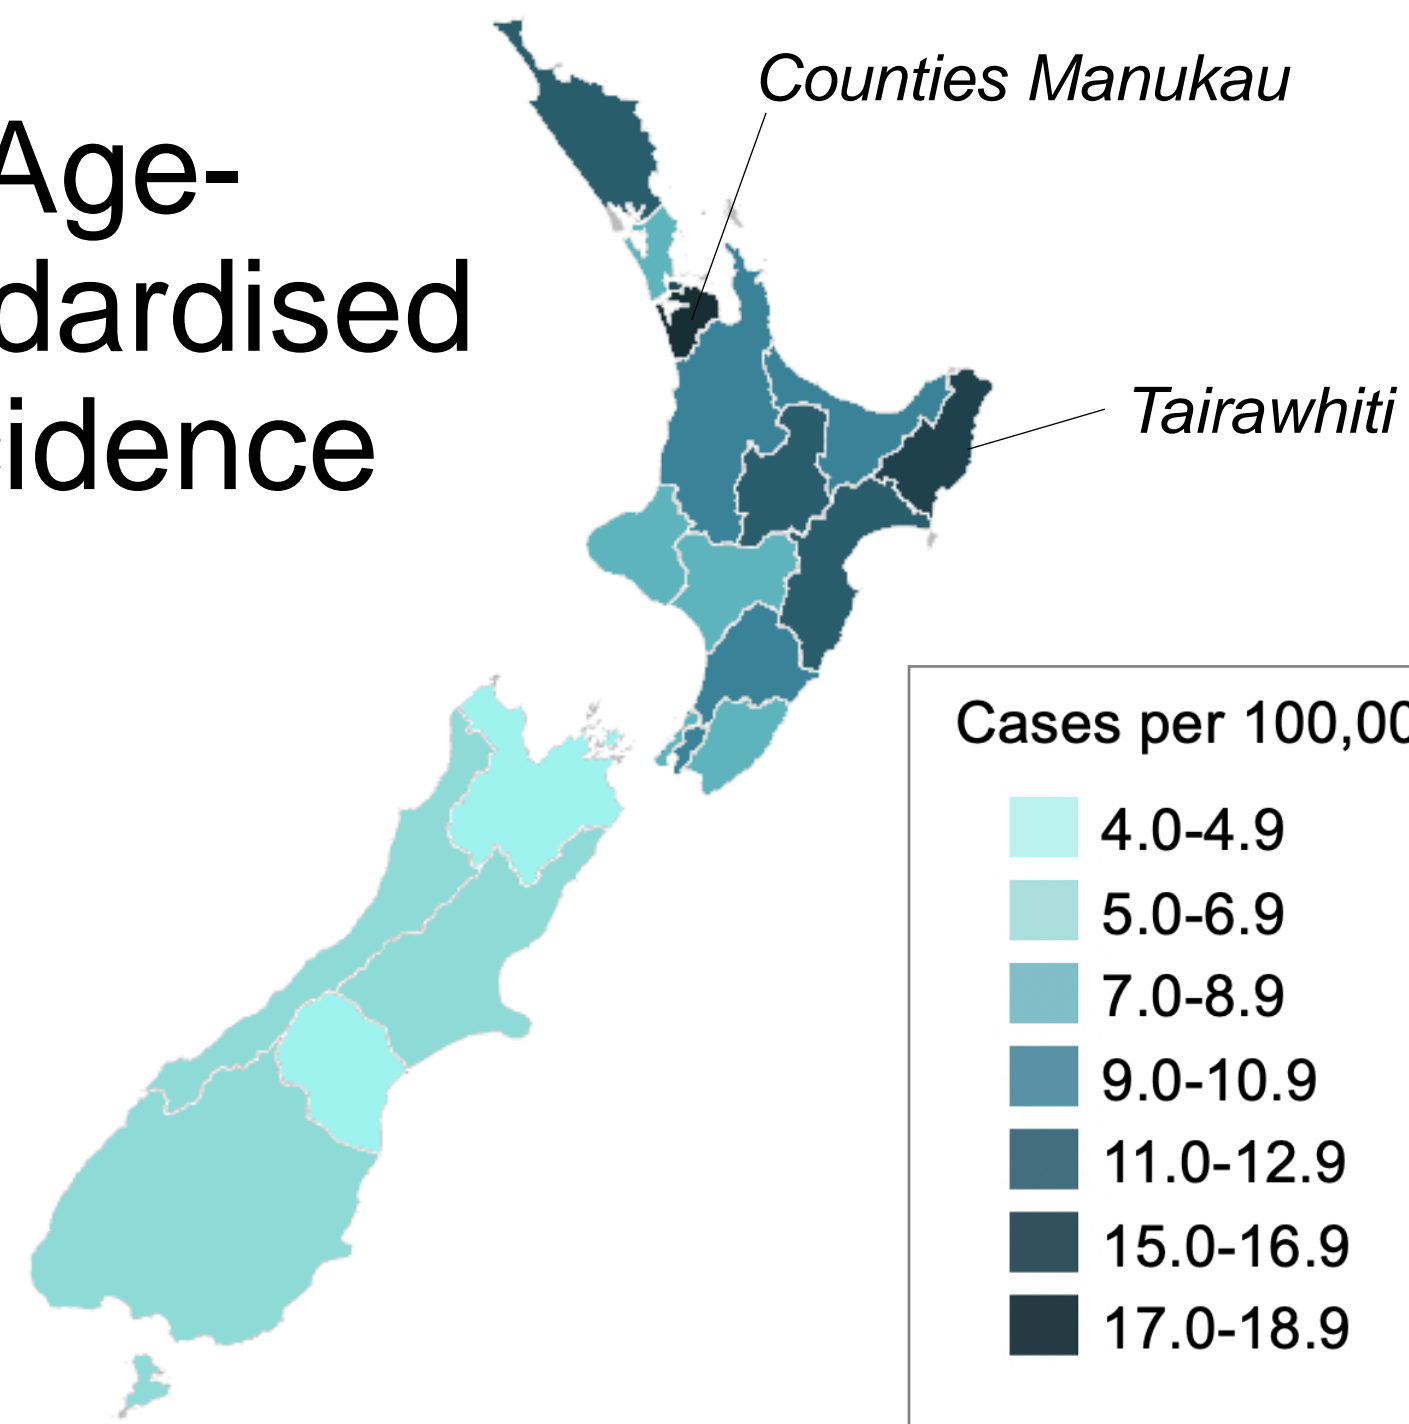 Age-
dardised
idence
Counties Manukau
Tairawhiti
Cases per 100,00
4.0-4.9
5.0-6.9
7.0-8.9
9.0-10.9
11.0-12.9
15.0-16.9
17.0-18.9